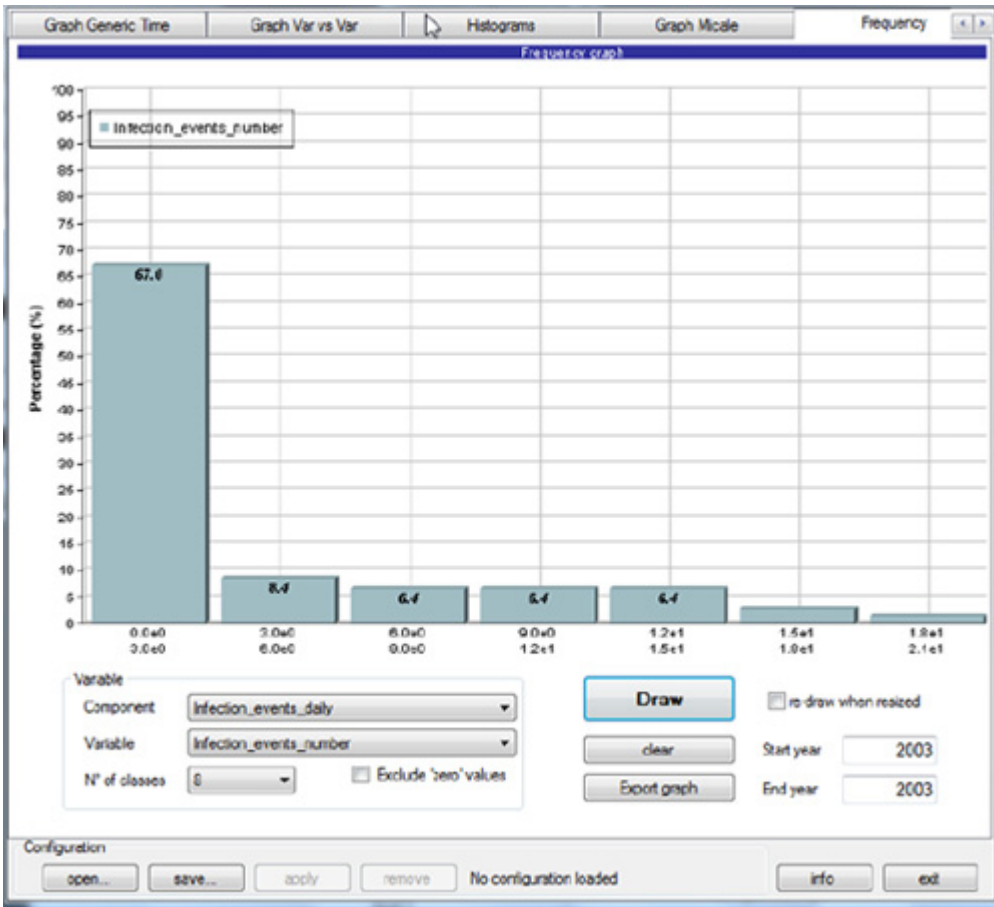 Graph Generic Time Graph Var vs Var Histograms Graph Micale Frequency
Frequency graph
100
Infection_events_number
95
90
85
80
75
70
65
60
55
50
45
40
35
30
25
20
15
10
5
0
Percentage (%)
8.4
6.4
6.4
6.4
0.0e0 3.0e0 6.0e0 9.0e0 1.2e1 1.5e1 1.8e1
3.0e0 6.0e0 9.0e0 1.2e1 1.5e1 1.8e1 2.1e1
Variable
Component Infection_events_daily
Variable Infection_events_number
N° of classes 8 Exclude 'zero' values
Draw re-draw when resized
clear Start year 2003
Export graph End year 2003
Configuration
open... save... apply remove No configuration loaded info exit